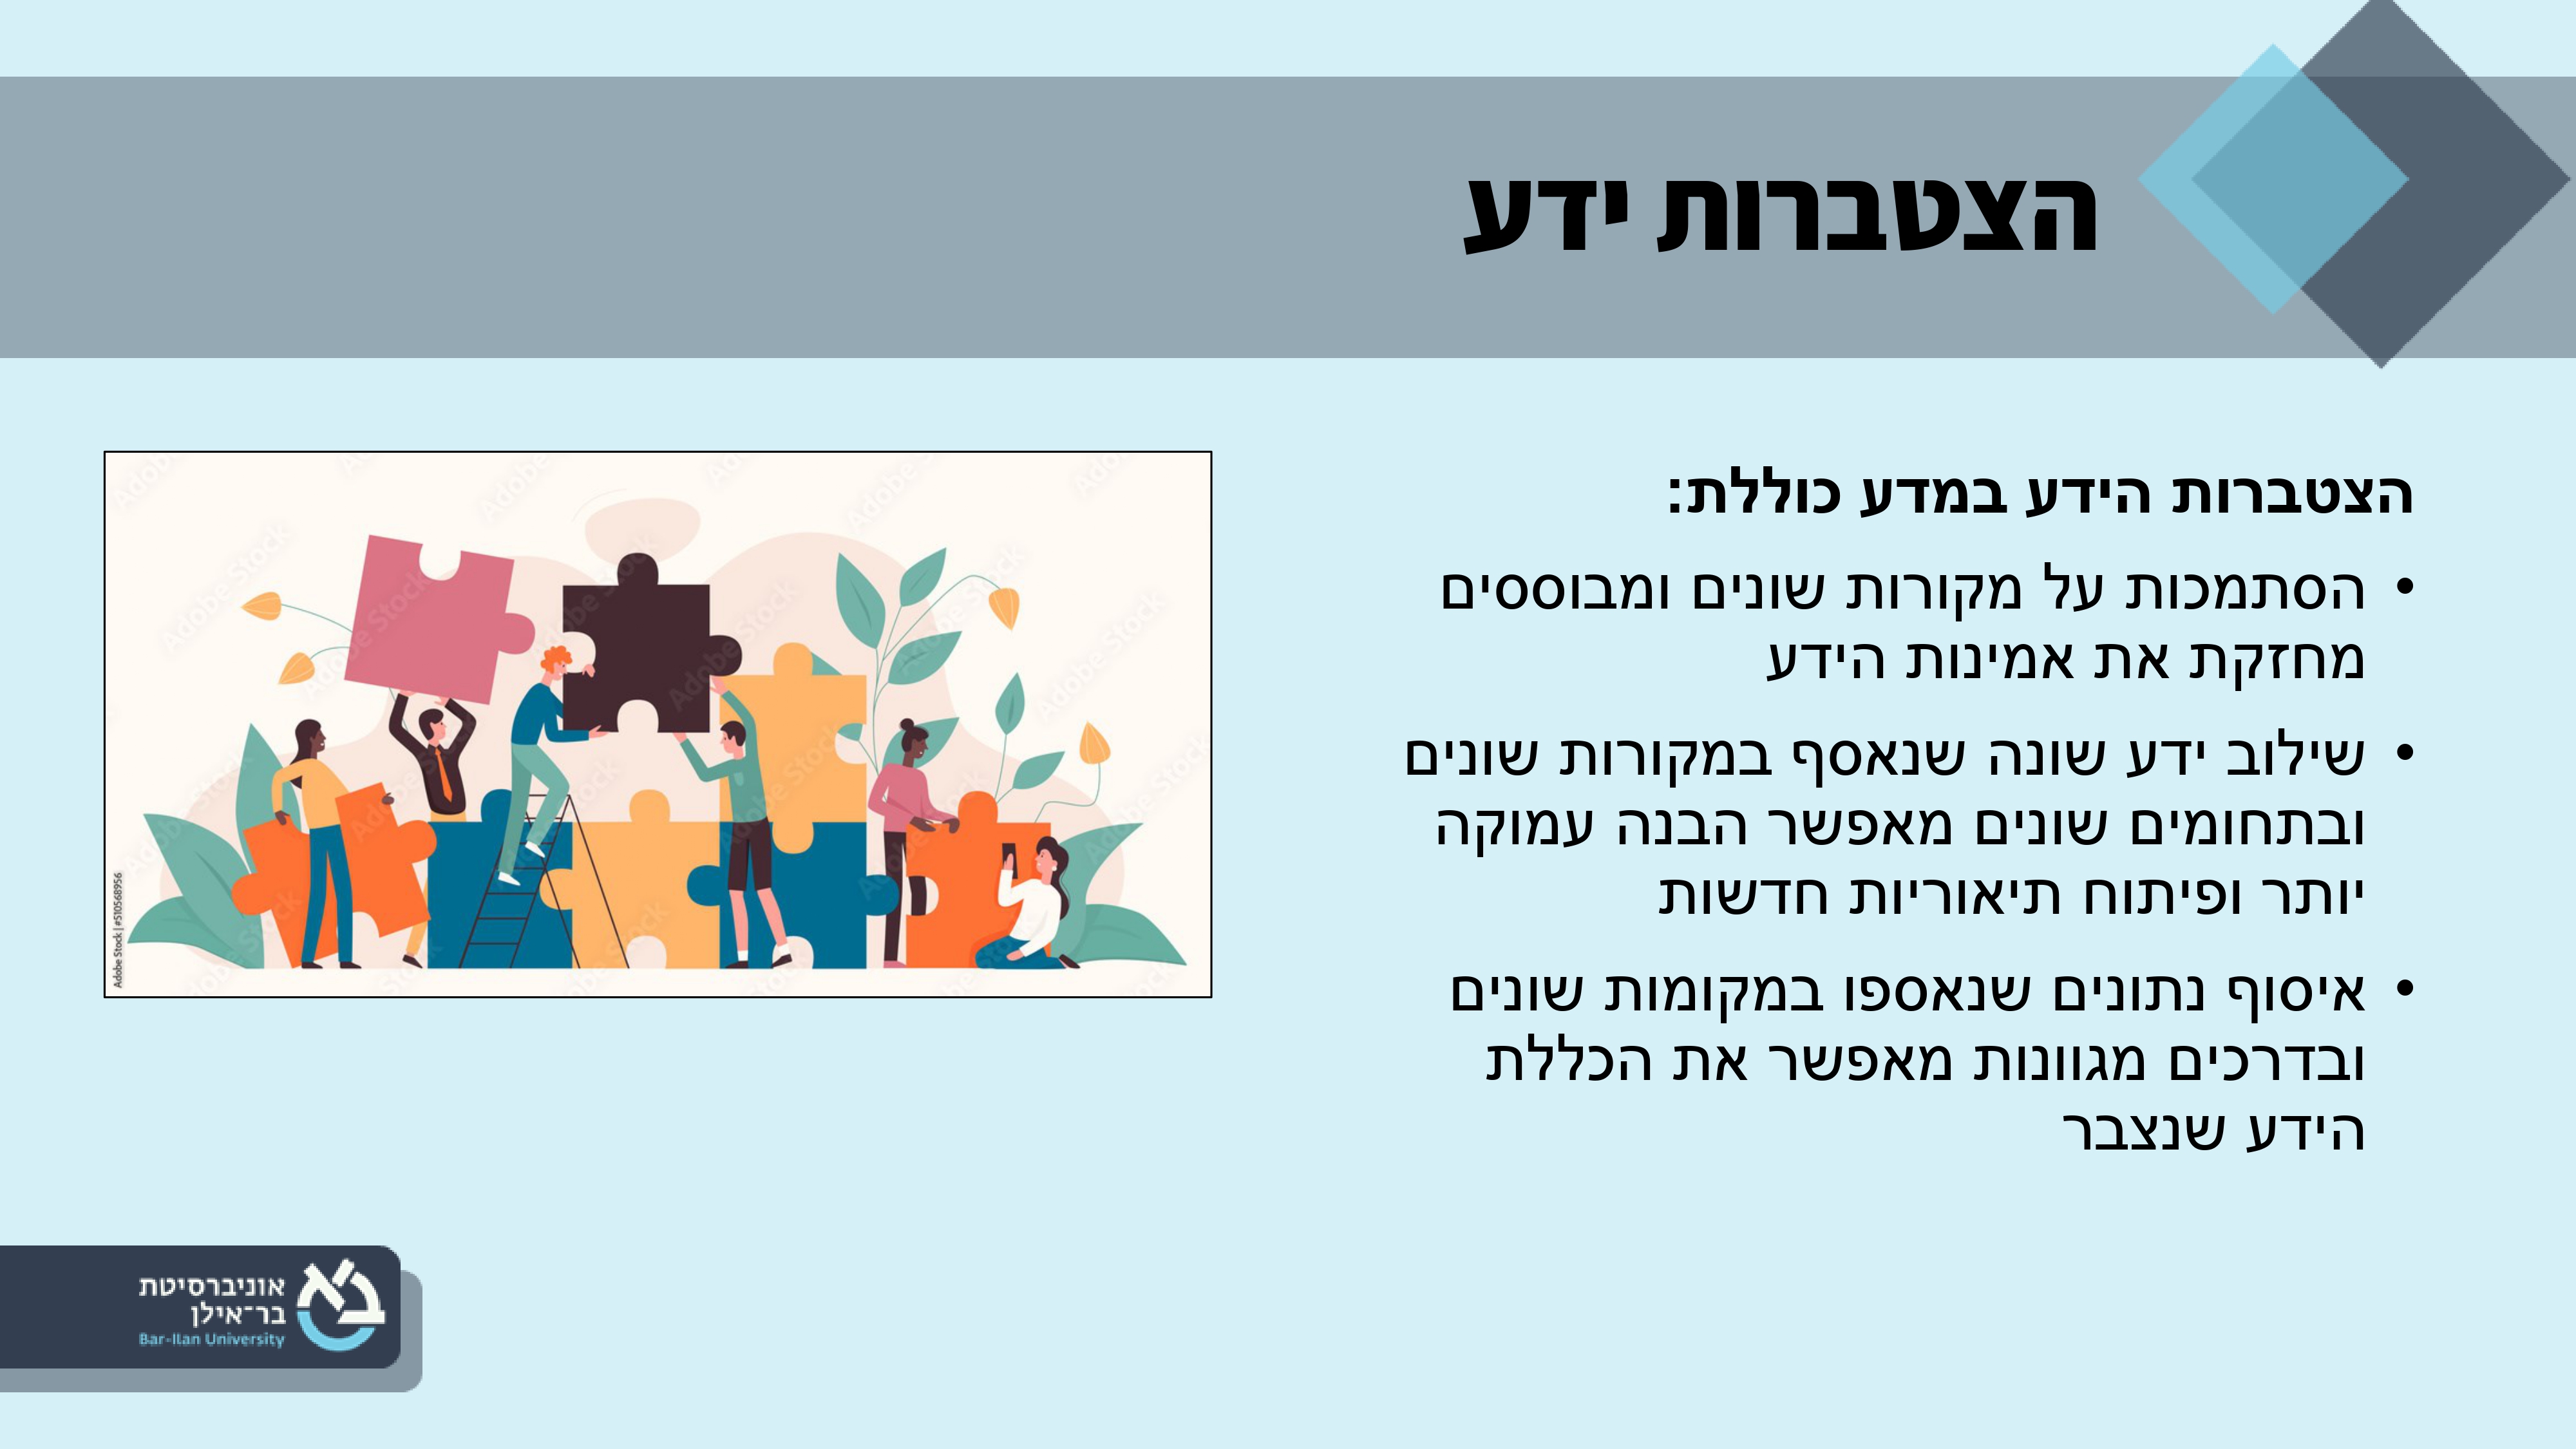 הצטברות ידע
הצטברות הידע במדע כוללת:
• הסתמכות על מקורות שונים ומבוססים
מחזקת את אמינות הידע
• שילוב ידע שונה שנאסף במקורות שונים
ובתחומים שונים מאפשר הבנה עמוקה
יותר ופיתוח תיאוריות חדשות
• איסוף נתונים שנאספו במקומות שונים
ובדרכים מגוונות מאפשר את הכללת
הידע שנצבר
Adobe Stock | #510568956
אוניברסיטת
בר־אילן
Bar-Ilan University